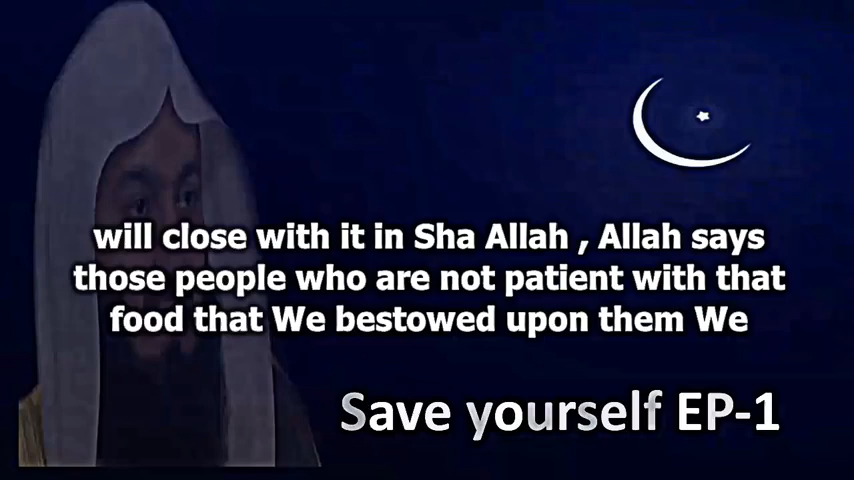 will close with it in Sha Allah , Allah says
those people who are not patient with that
food that We bestowed upon them We
Save yourself EP-1